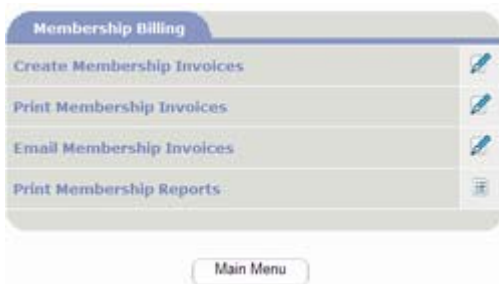 Membership Billing
Create Membership Invoices
Print Membership Invoices
Email Membership Invoices
Print Membership Reports
Main Menu